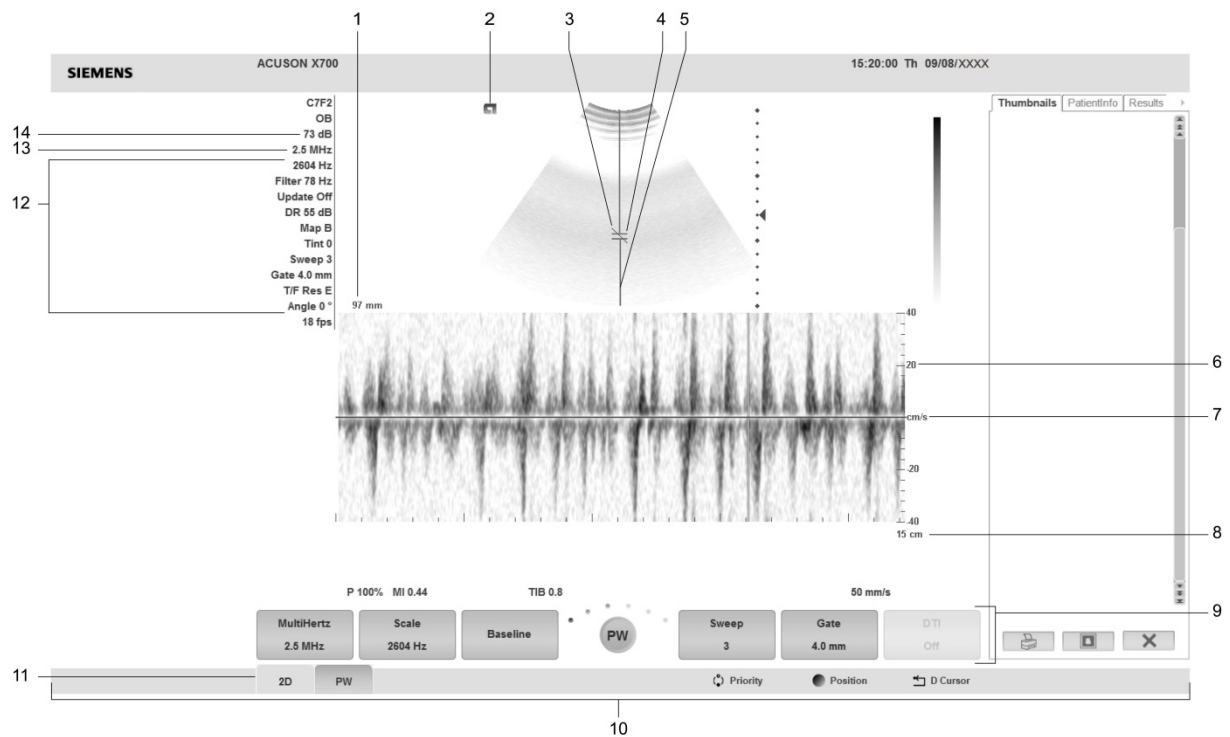 1 2 3 4 5
SIEMENS
ACUSON X700
15:20:00 Th 09/08/XXXX
Thumbnails PatientInfo Results
C7F2
OB
14 73 dB
13 2.5 MHz
2604 Hz
Filter 78 Hz
Update Off
12 DR 55 dB
Map B
Tint 0
Sweep 3
Gate 4.0 mm
T/F Res E
Angle 0 °
18 fps
97 mm
40
20 6
cm/s 7
-20
-40
15 cm 8
P 100% MI 0.44 TIB 0.8 50 mm/s
MultiHertz
2.5 MHz
Scale
2604 Hz
Baseline
PW
Sweep
3
Gate
4.0 mm
DTI
Off
9
11 2D PW
Priority Position D Cursor
10